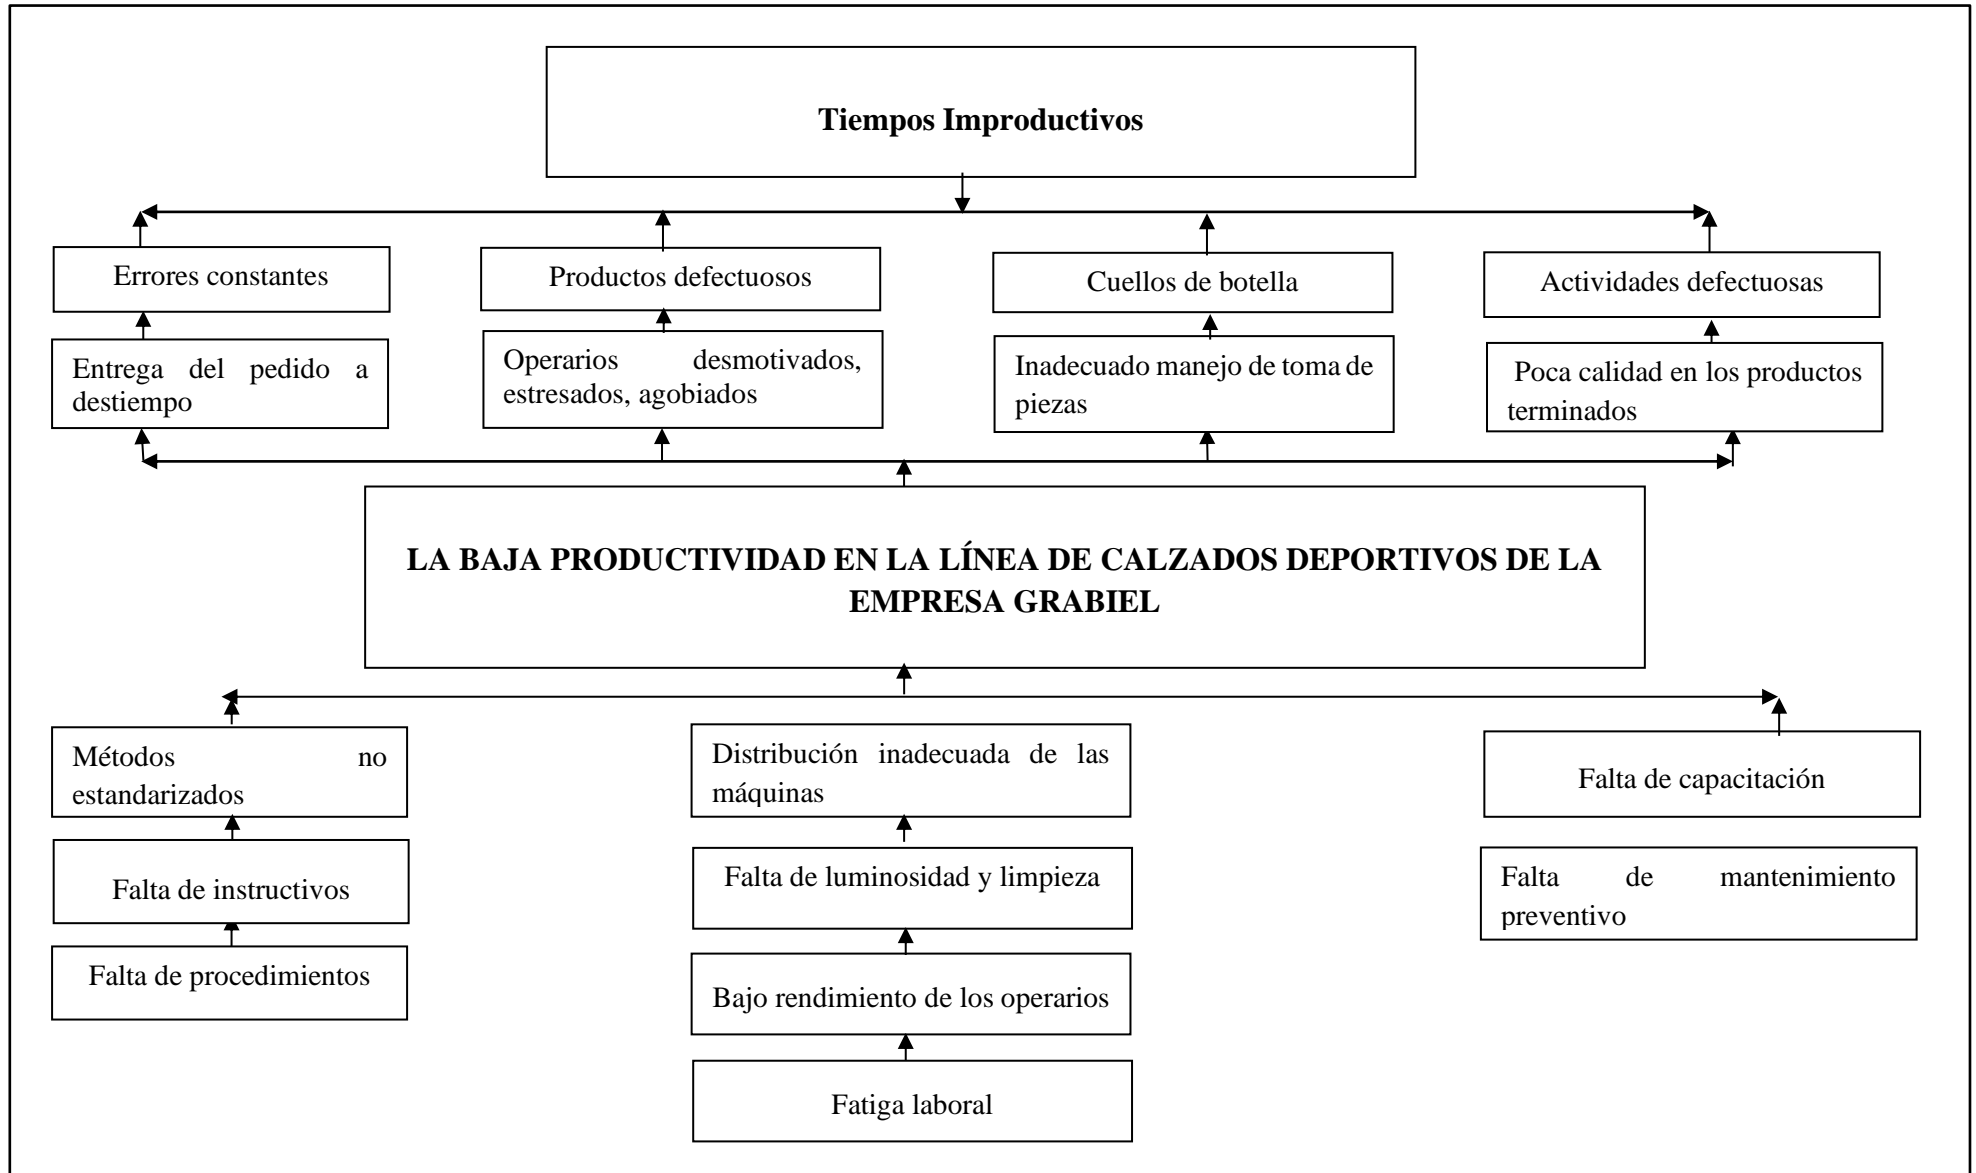 Tiempos Improductivos
Errores constantes
Productos defectuosos
Cuellos de botella
Actividades defectuosas
Entrega del pedido a
destiempo
Operarios desmotivados,
estresados, agobiados
Inadecuado manejo de toma de
piezas
Poca calidad en los productos
terminados
LA BAJA PRODUCTIVIDAD EN LA LÍNEA DE CALZADOS DEPORTIVOS DE LA
EMPRESA GRABIEL
Métodos no
estandarizados
Distribución inadecuada de las
máquinas
Falta de capacitación
Falta de instructivos
Falta de luminosidad y limpieza
Falta de mantenimiento
preventivo
Falta de procedimientos
Bajo rendimiento de los operarios
Fatiga laboral